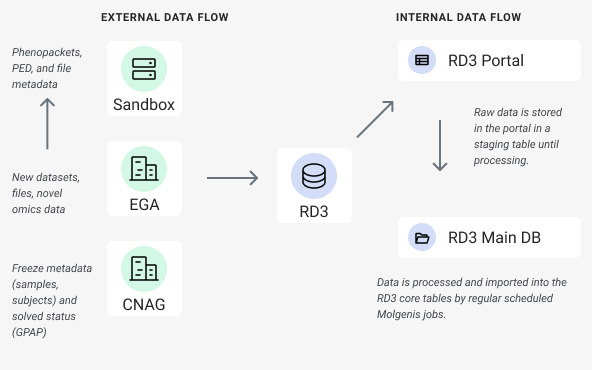 EXTERNAL DATA FLOW
Phenopackets,
PED, and file
metadata
Sandbox
New datasets,
files, novel
omics data
EGA
Freeze metadata
(samples,
subjects) and
solved status
(GPAP)
CNAG
RD3
INTERNAL DATA FLOW
RD3 Portal
Raw data is stored
in the portal in a
staging table until
processing.
RD3 Main DB
Data is processed and imported into the
RD3 core tables by regular scheduled
Molgenis jobs.